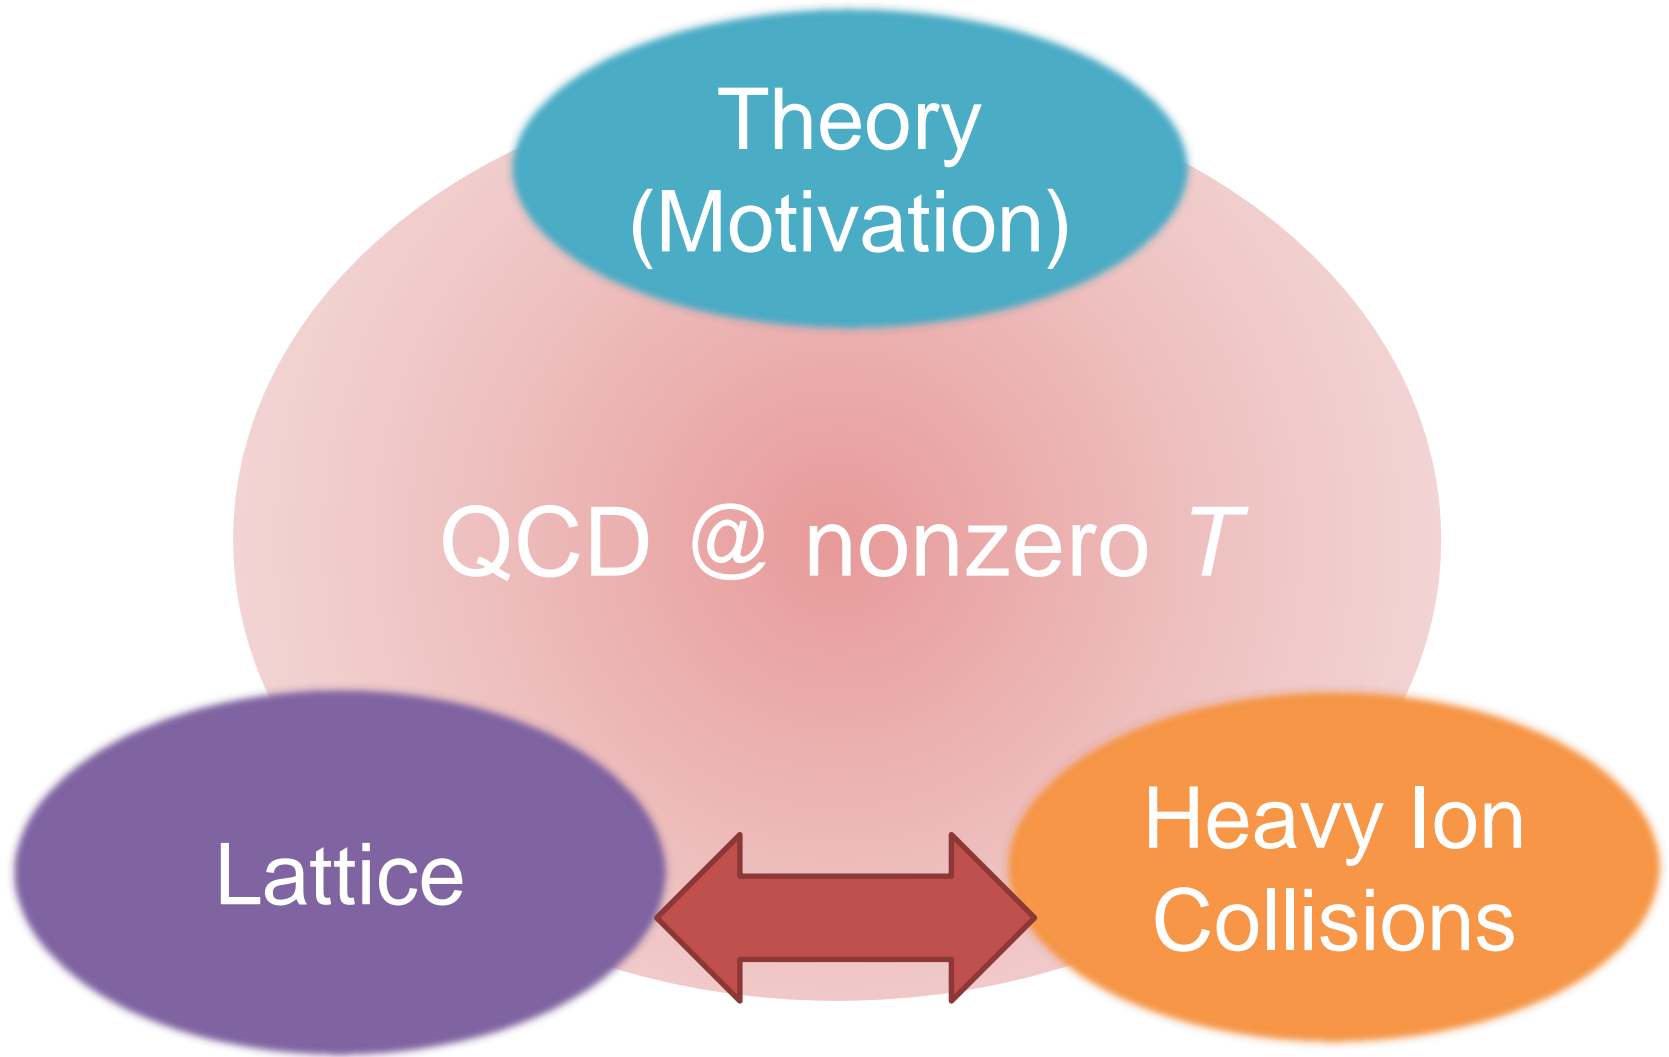 Theory
(Motivation)
QCD @ nonzero T
Lattice
Heavy Ion
Collisions